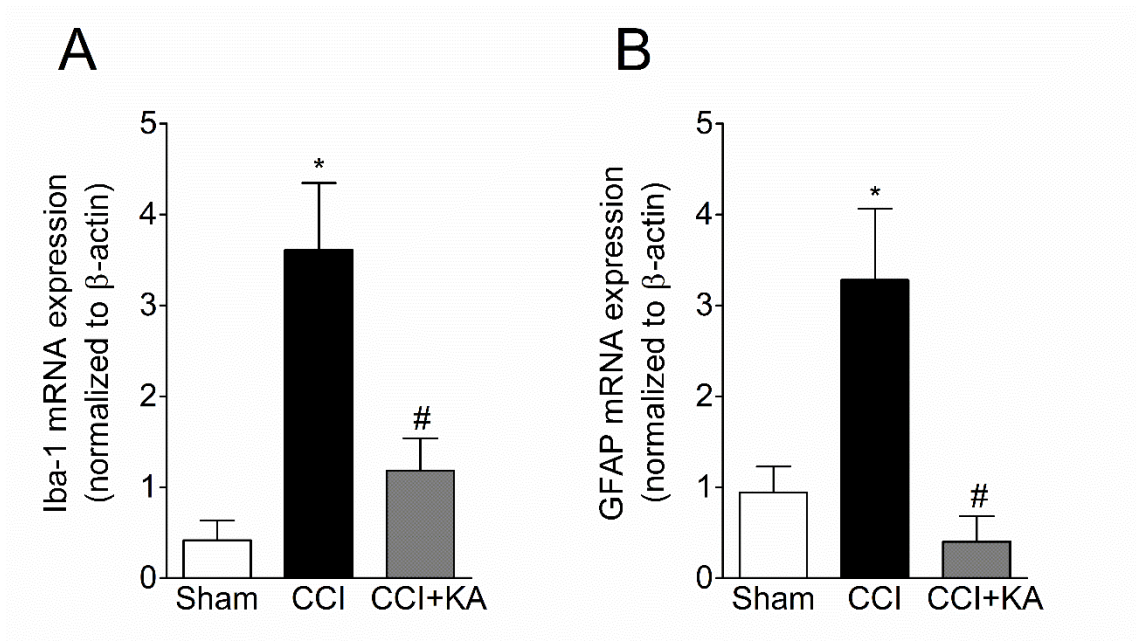 A
Iba-1 mRNA expression
(normalized to β-actin)
5
4
3
2
1
0
*
#
Sham CCI CCI+KA
B
GFAP mRNA expression
(normalized to β-actin)
5
4
3
2
1
0
*
#
Sham CCI CCI+KA